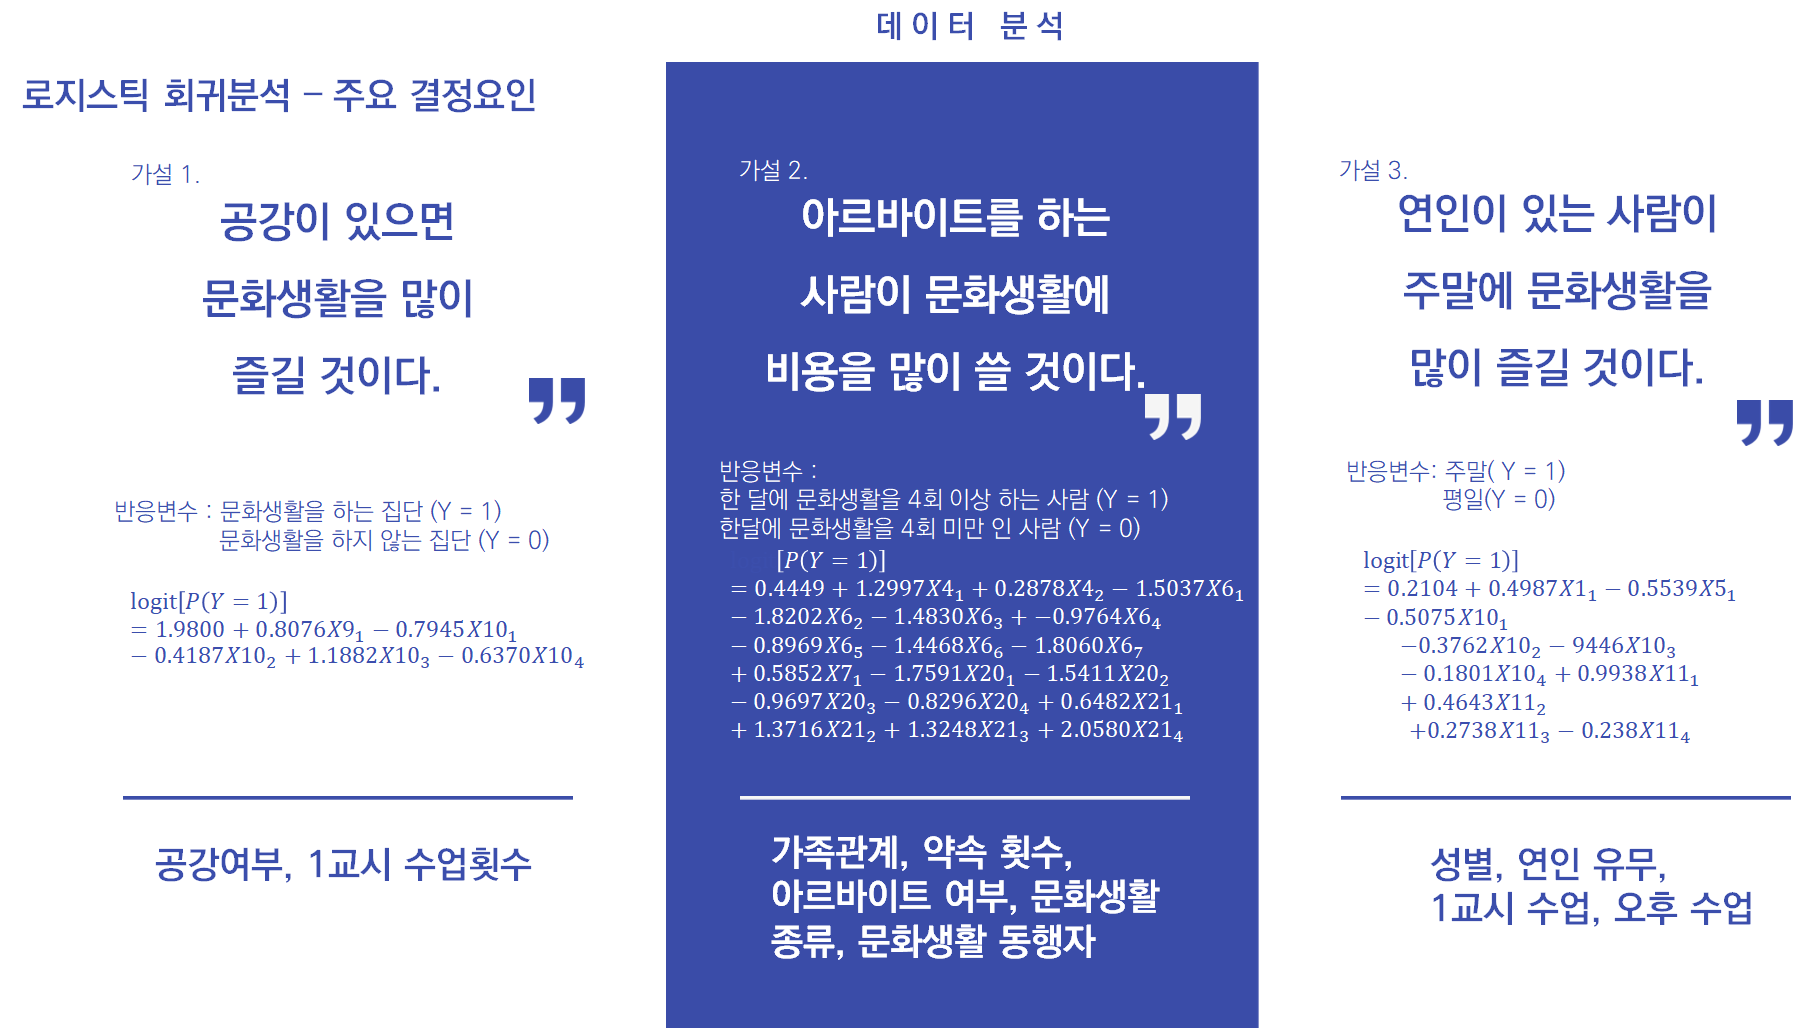 데이터 분석
로지스틱 회귀분석 – 주요 결정요인
가설 1.
공강이 있으면
문화생활을 많이
즐길 것이다.
”
반응변수 : 문화생활을 하는 집단 (Y = 1)
문화생활을 하지 않는 집단 (Y = 0)
logit[P(Y = 1)]
= 1.9800 + 0.8076X9₁ − 0.7945X10₁
− 0.4187X10₂ + 1.1882X10₃ − 0.6370X10₄
공강여부, 1교시 수업횟수
가설 2.
아르바이트를 하는
사람이 문화생활에
비용을 많이 쓸 것이다.
”
반응변수 :
한 달에 문화생활을 4회 이상 하는 사람 (Y = 1)
한달에 문화생활을 4회 미만 인 사람 (Y = 0)
[P(Y = 1)]
= 0.4449 + 1.2997X4₁ + 0.2878X4₂ − 1.5037X6₁
− 1.8202X6₂ − 1.4830X6₃ + −0.9764X6₄
− 0.8969X6₅ − 1.4468X6₆ − 1.8060X6₇
+ 0.5852X7₁ − 1.7591X20₁ − 1.5411X20₂
− 0.9697X20₃ − 0.8296X20₄ + 0.6482X21₁
+ 1.3716X21₂ + 1.3248X21₃ + 2.0580X21₄
가족관계, 약속 횟수,
아르바이트 여부, 문화생활
종류, 문화생활 동행자
가설 3.
연인이 있는 사람이
주말에 문화생활을
많이 즐길 것이다.
”
반응변수: 주말( Y = 1)
평일(Y = 0)
logit[P(Y = 1)]
= 0.2104 + 0.4987X1₁ − 0.5539X5₁
− 0.5075X10₁
−0.3762X10₂ − 9446X10₃
− 0.1801X10₄ + 0.9938X11₁
+ 0.4643X11₂
+0.2738X11₃ − 0.238X11₄
성별, 연인 유무,
1교시 수업, 오후 수업